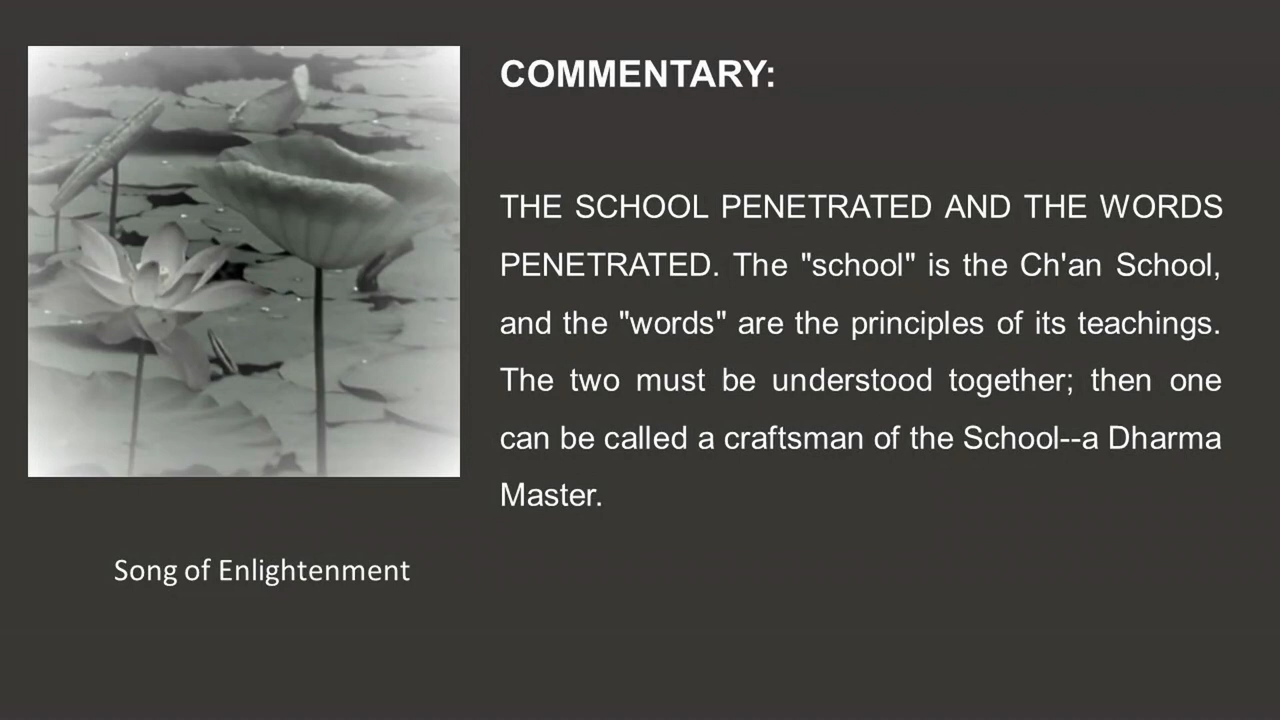 COMMENTARY:
THE SCHOOL PENETRATED AND THE WORDS
PENETRATED. The "school" is the Ch'an School,
and the "words" are the principles of its teachings.
The two must be understood together; then one
can be called a craftsman of the School--a Dharma
Master.
Song of Enlightenment